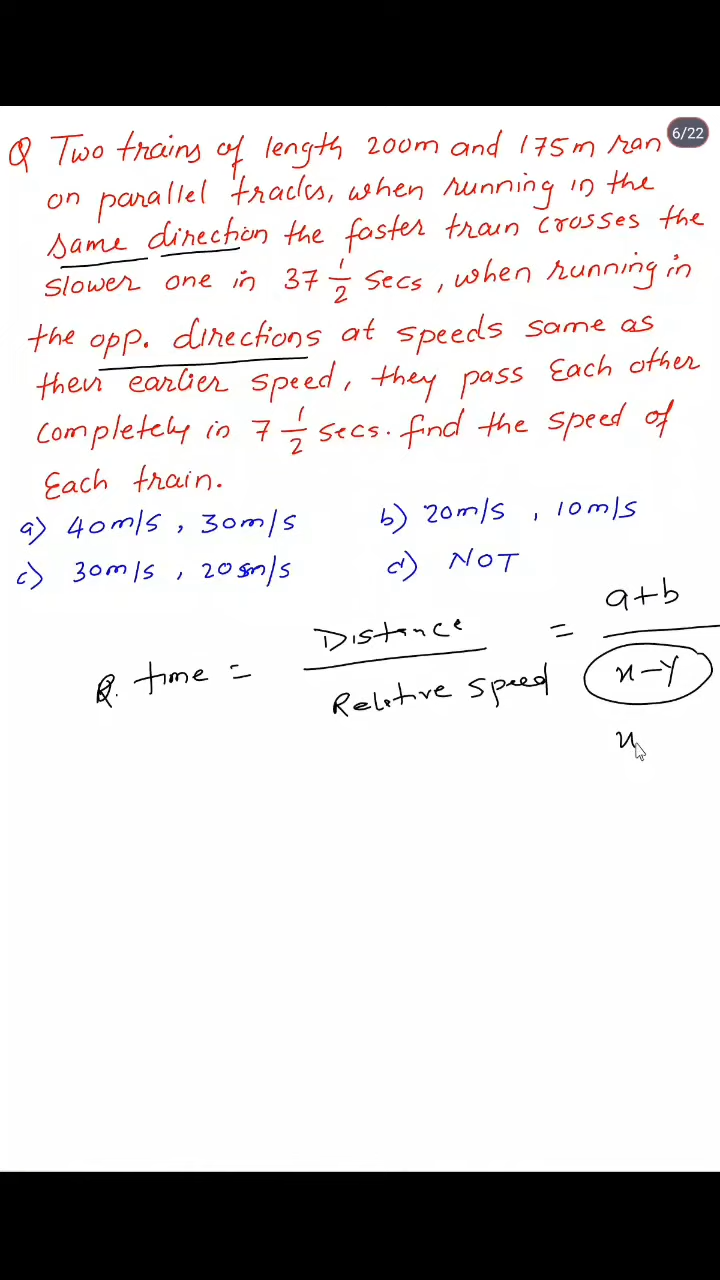 6/22
Q Two trains of length 200m and 175m ran
on parallel tracks, when running in the
same direction the faster train crosses the
slower one in 37 1/2 secs, when running in
the opp. directions at speeds same as
their earlier speed, they pass Each other
completely in 7 1/2 secs. find the speed of
Each train.
a) 40m/s, 30m/s b) 20m/s, 10m/s
c) 30m/s, 20m/s d) NOT
R. time = Distance / Relative speed = a+b / x-y
x